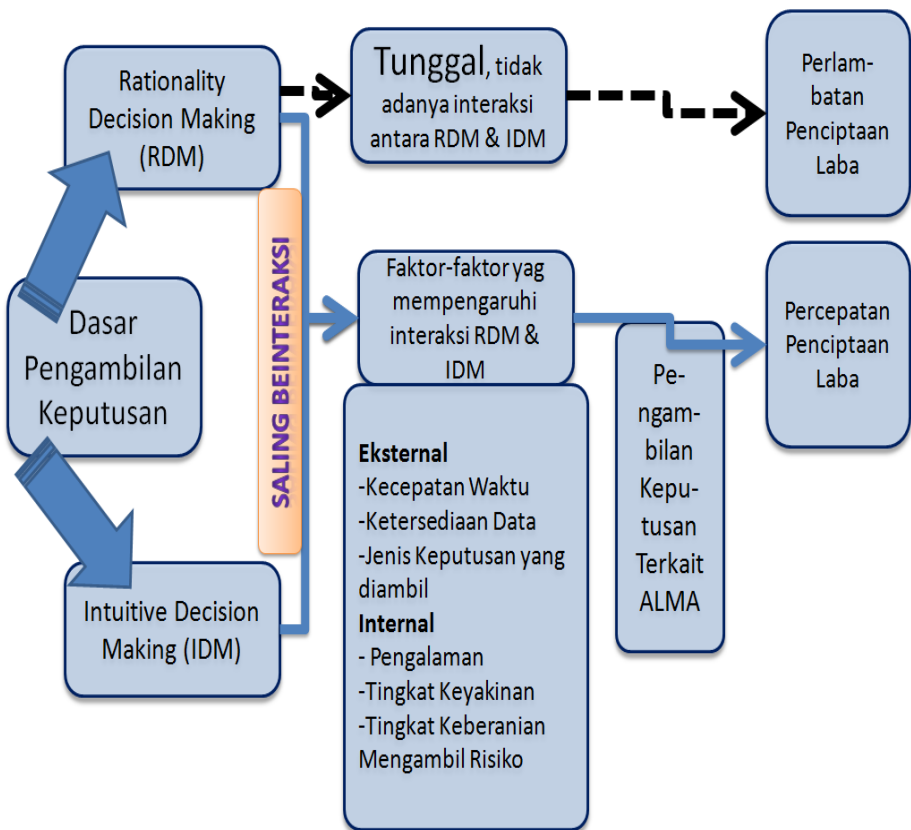 Rationality
Decision Making
(RDM)
Tunggal, tidak
adanya interaksi
antara RDM & IDM
Perlam-
batan
Penciptaan
Laba
Dasar
Pengambilan
Keputusan
SALING BEINTERAKSI
Faktor-faktor yag
mempengaruhi
interaksi RDM &
IDM
Eksternal
-Kecepatan Waktu
-Ketersediaan Data
-Jenis Keputusan yang
diambil
Internal
- Pengalaman
-Tingkat Keyakinan
-Tingkat Keberanian
Mengambil Risiko
Pe-
ngam-
bilan
Kepu-
tusan
Terkait
ALMA
Percepatan
Penciptaan
Laba
Intuitive Decision
Making (IDM)